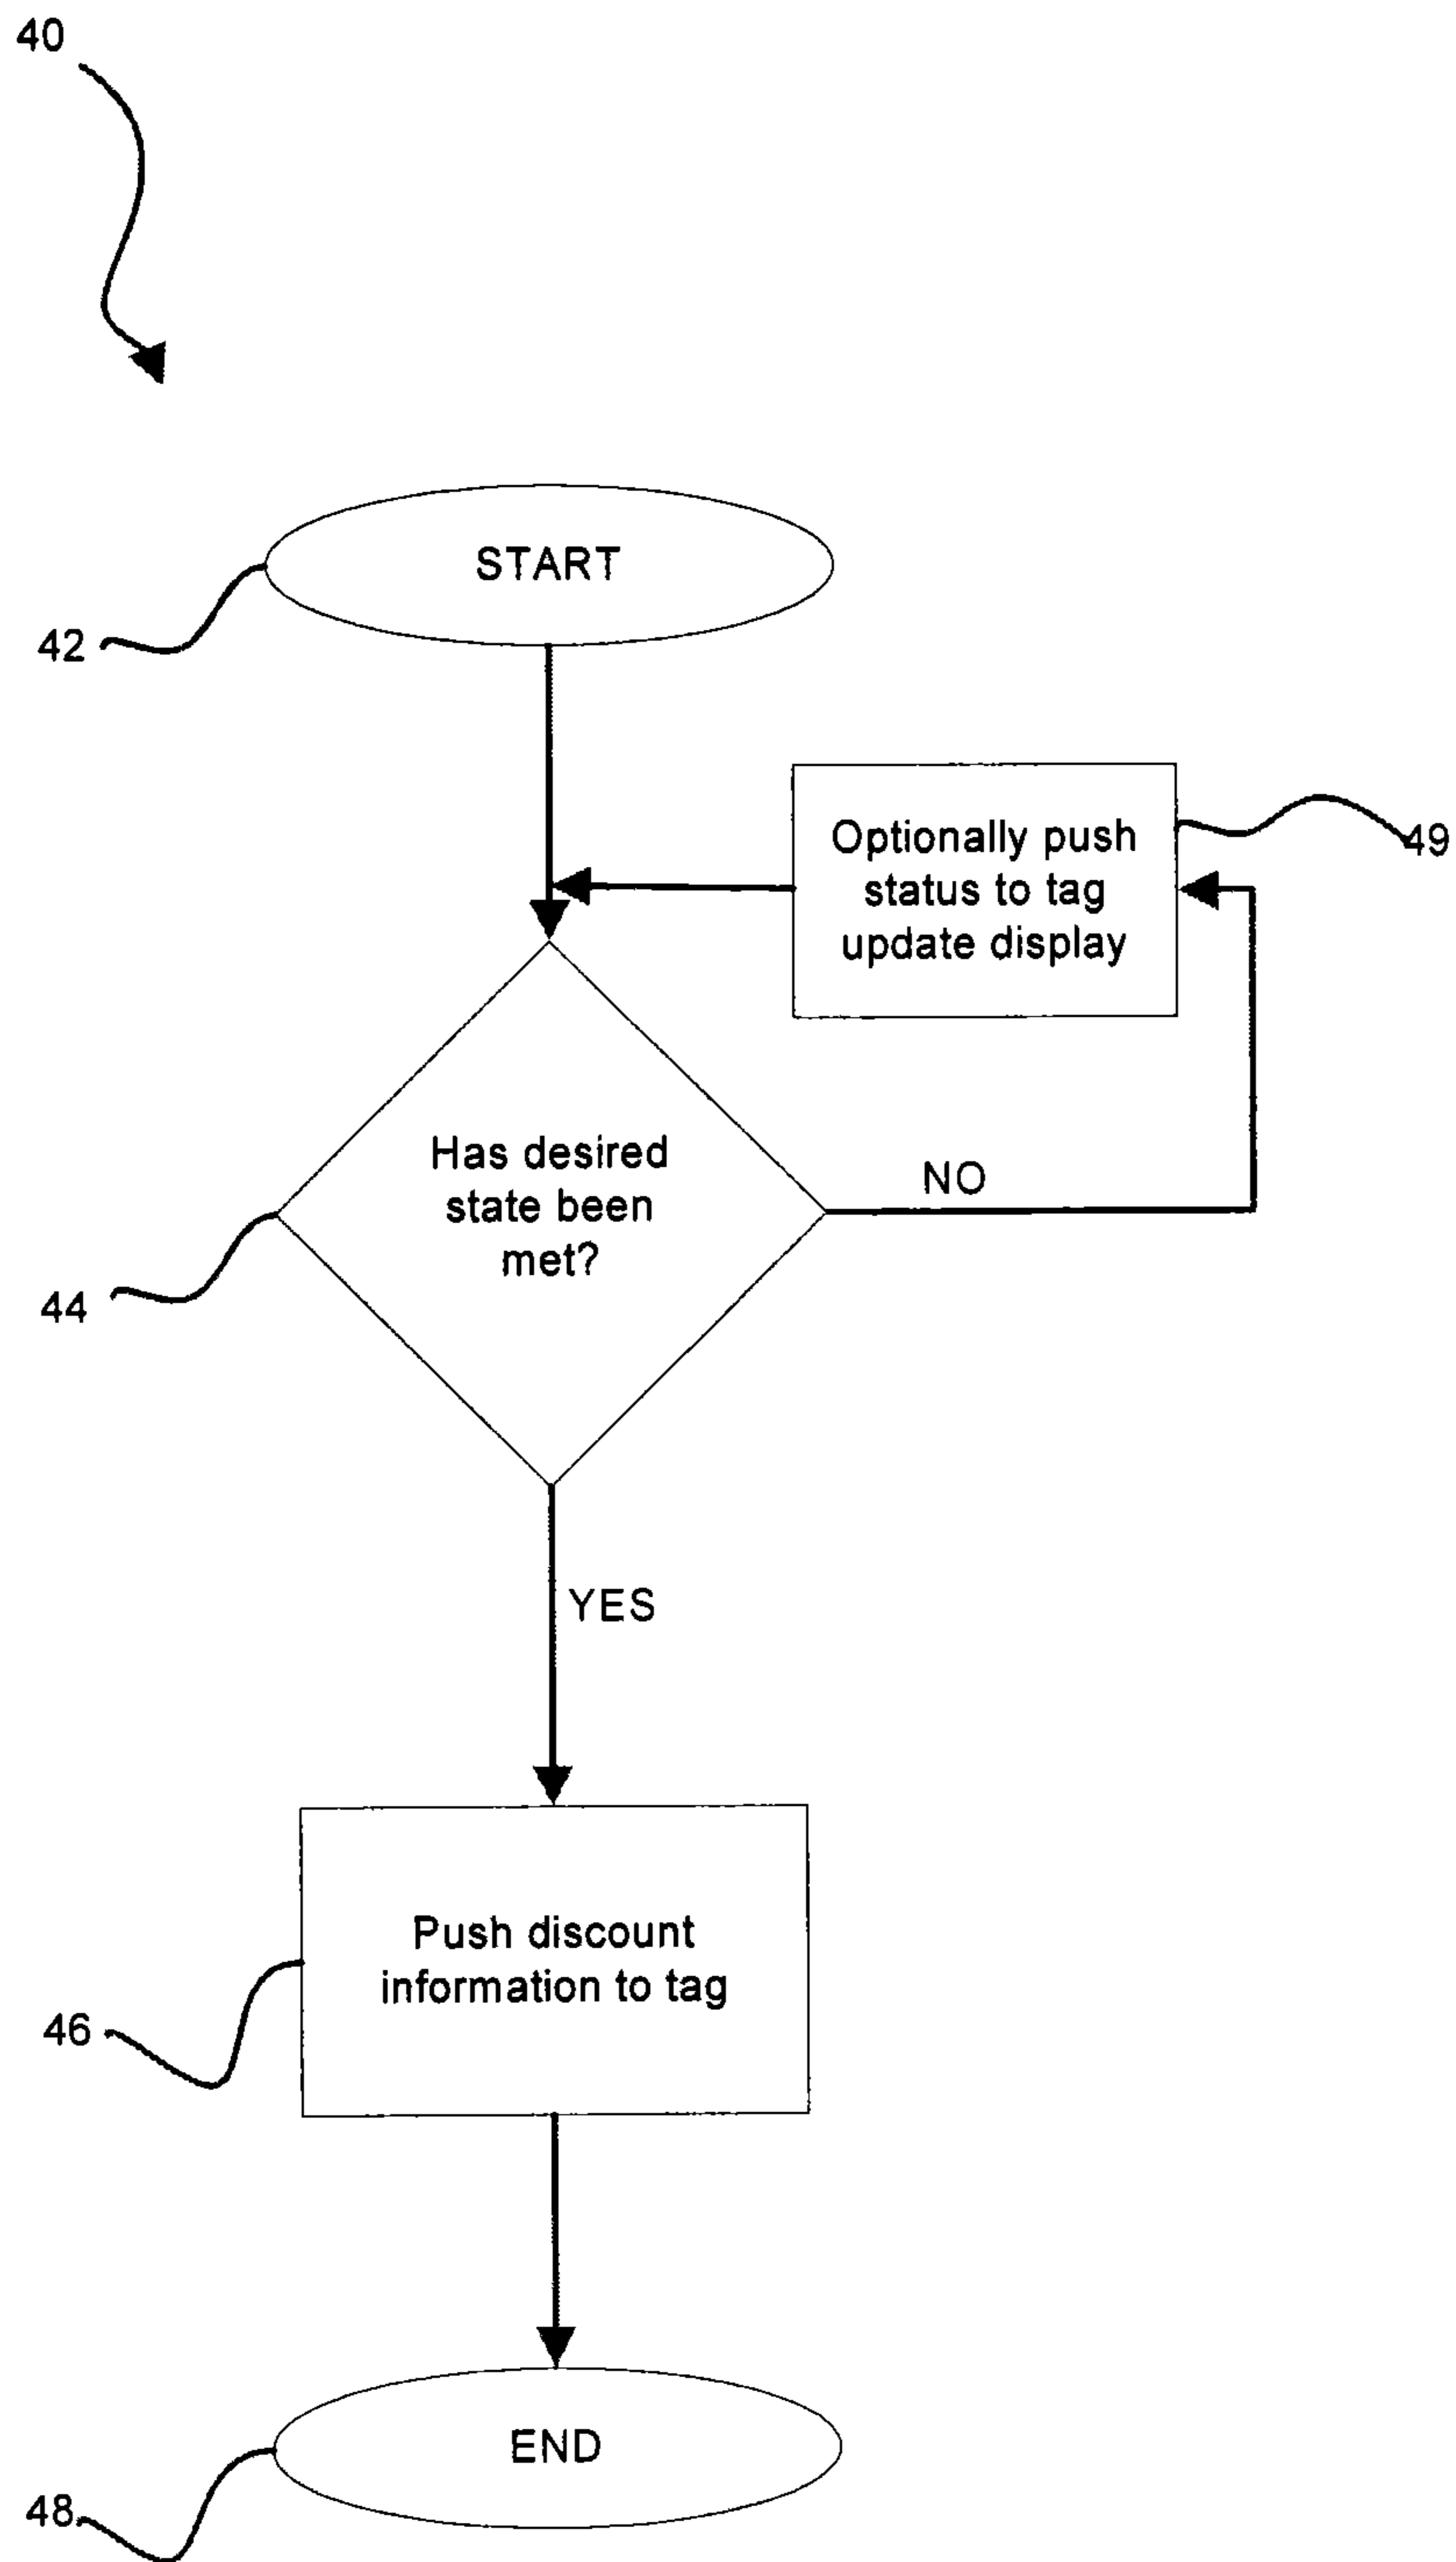 40
START
42
Optionally push
status to tag
update display
49
Has desired
state been
met?
NO
44
YES
Push discount
information to tag
46
END
48